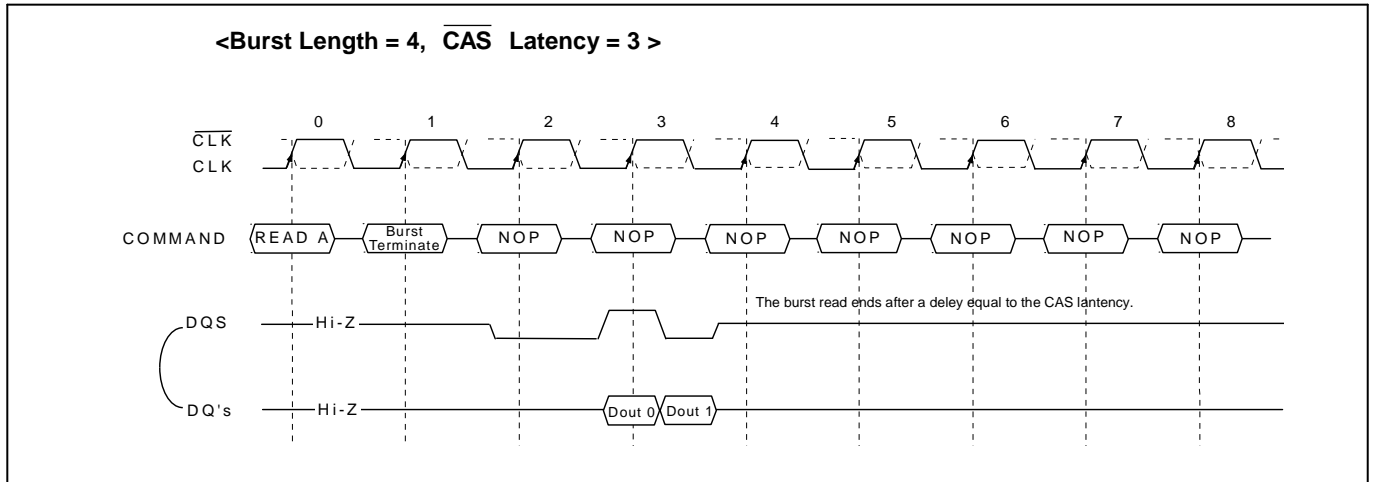 <Burst Length = 4, CAS Latency = 3 >
0 1 2 3 4 5 6 7 8
CLK
CLK
COMMAND READ A Burst Terminate NOP NOP NOP NOP NOP NOP NOP
The burst read ends after a deley equal to the CAS lantency.
DQS Hi-Z
DQ's Hi-Z Dout 0 Dout 1